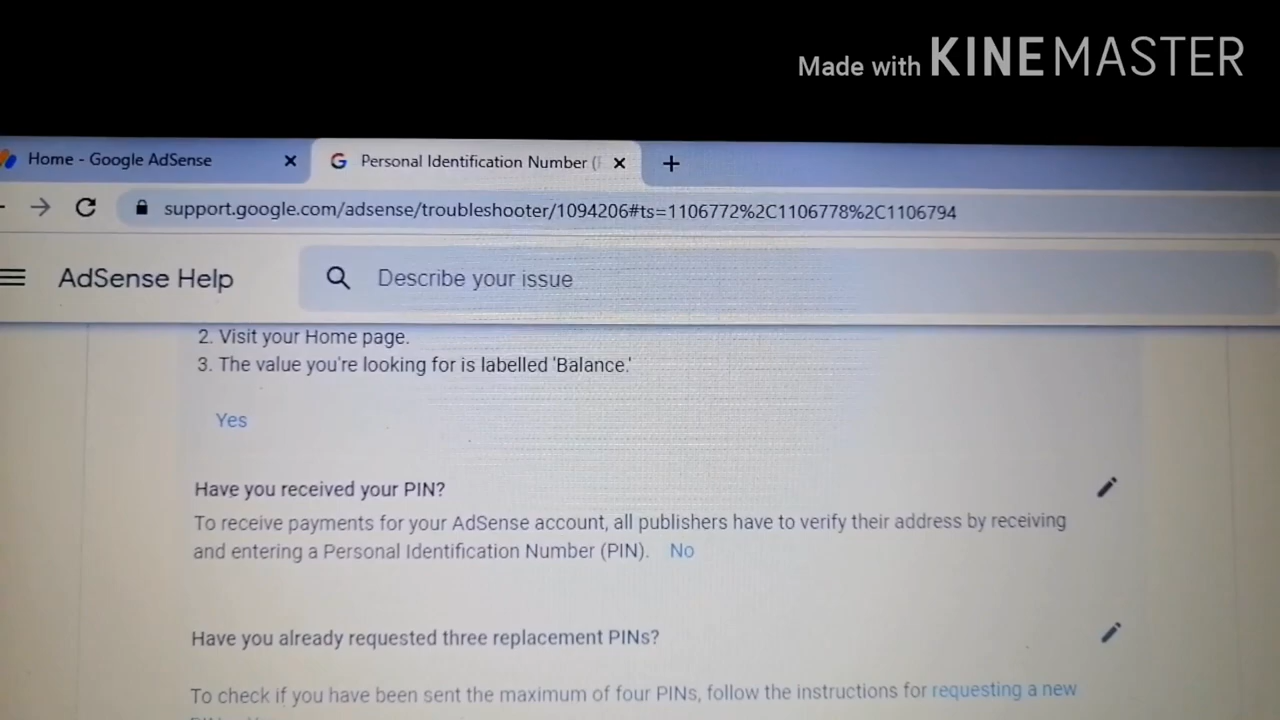 Made with KINEMASTER
Home - Google AdSense
Personal Identification Number (
support.google.com/adsense/troubleshooter/1094206#ts=1106772%2C1106778%2C1106794
AdSense Help
Describe your issue
2. Visit your Home page.
3. The value you're looking for is labelled 'Balance.'
Yes
Have you received your PIN?
To receive payments for your AdSense account, all publishers have to verify their address by receiving
and entering a Personal Identification Number (PIN). No
Have you already requested three replacement PINs?
To check if you have been sent the maximum of four PINs, follow the instructions for requesting a new